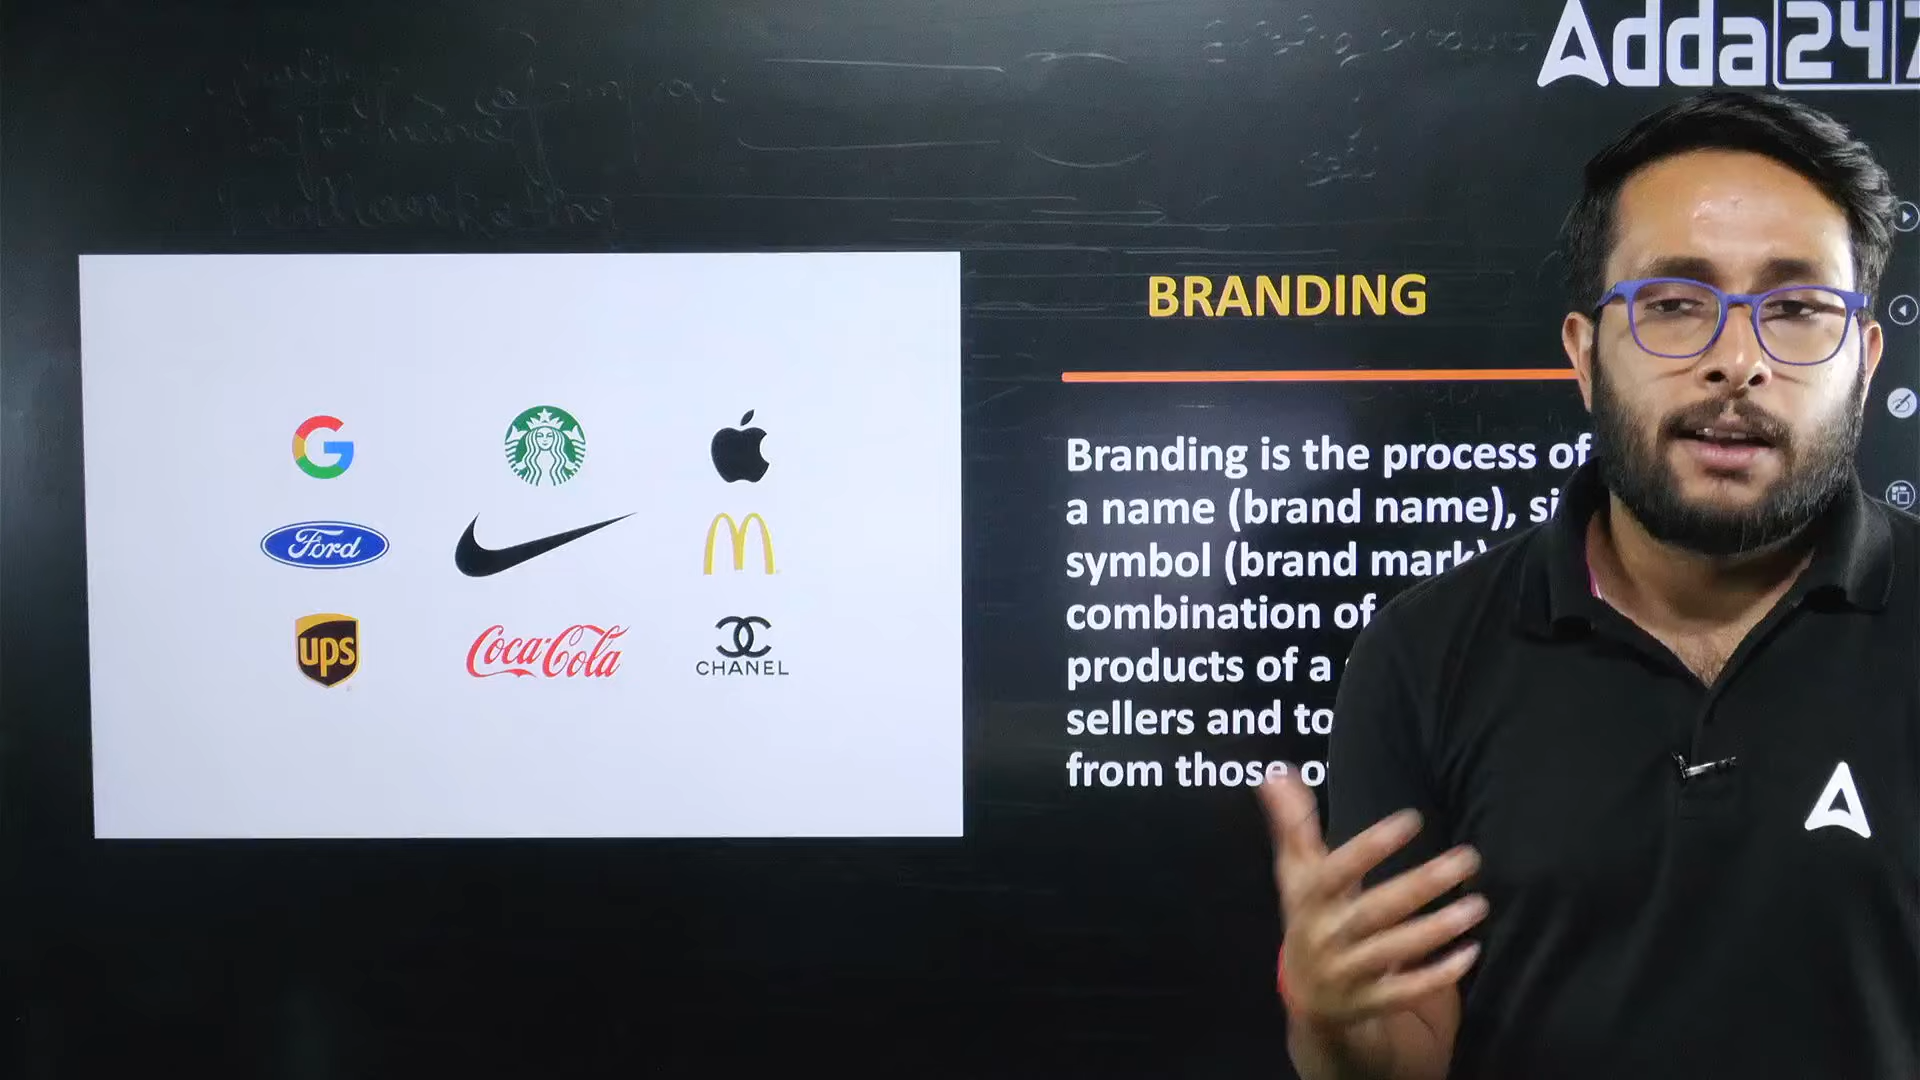 Adda247
BRANDING
Branding is the process of
a name (brand name), si
symbol (brand mark)
combination of
products of a
sellers and to
from those of
Ford
ups
Coca-Cola
CHANEL